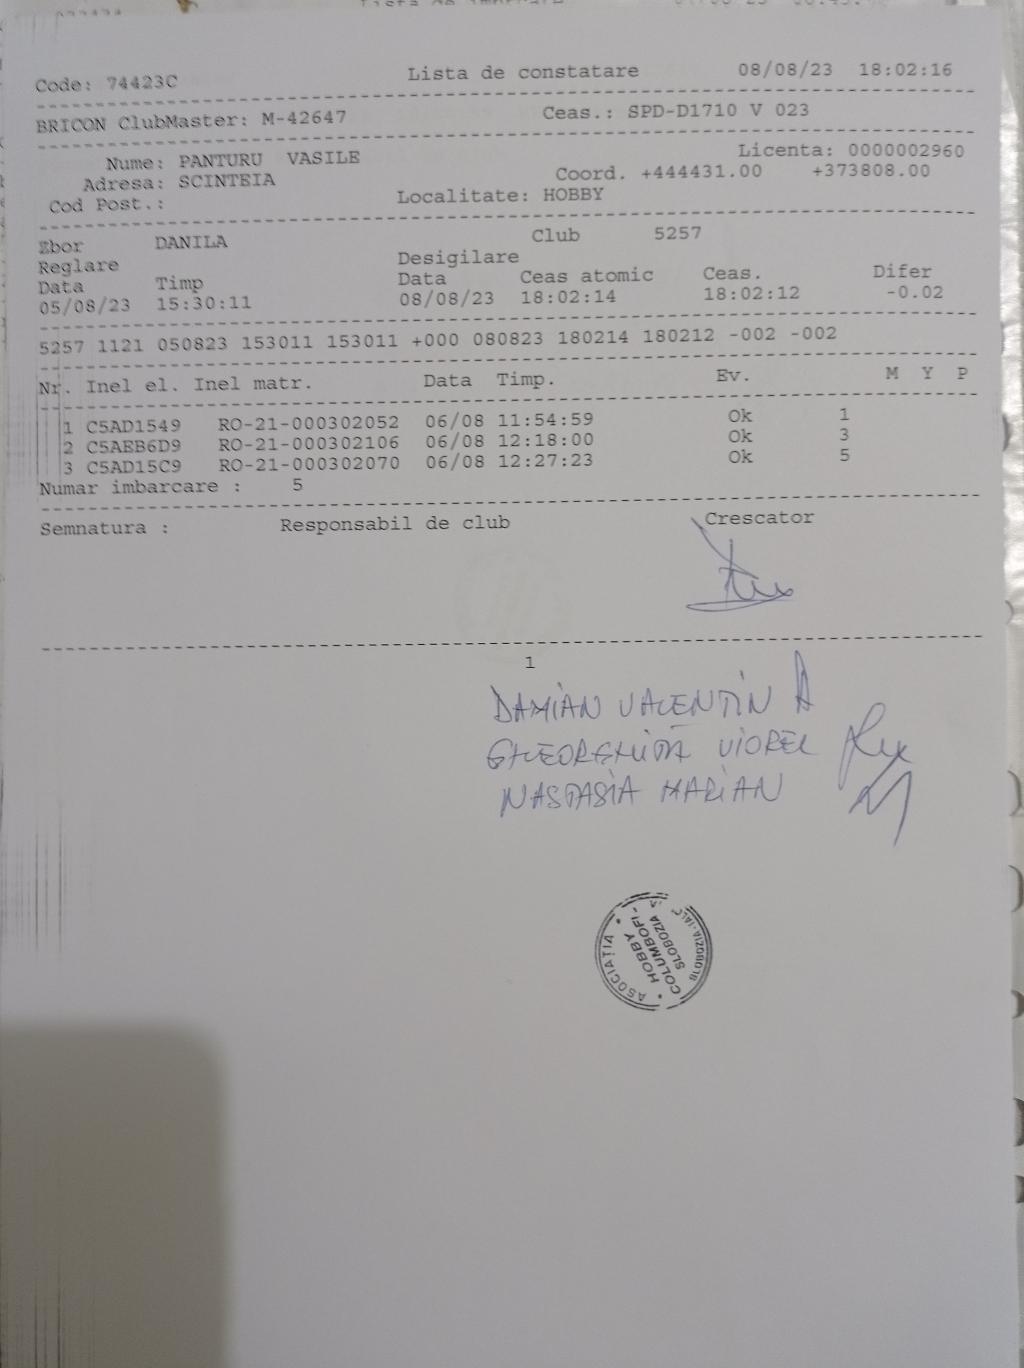 Code: 74423C Lista de constatare 08/08/23 18:02:16
BRICON ClubMaster: M-42647 Ceas.: SPD-D1710 V 023
Nume: PANTURU VASILE Licenta: 0000002960
Adresa: SCINTEIA Coord. +444431.00 +373808.00
Cod Post.: Localitate: HOBBY
Zbor DANILA Club 5257
Reglare Desigilare
Data Timp Data Ceas atomic Ceas. Difer
05/08/23 15:30:11 08/08/23 18:02:14 18:02:12 -0.02
5257 1121 050823 153011 153011 +000 080823 180214 180212 -002 -002
Nr. Inel el. Inel matr. Data Timp. Ev. M Y P
1 C5AD1549 RO-21-000302052 06/08 11:54:59 Ok 1
2 C5AEB6D9 RO-21-000302106 06/08 12:18:00 Ok 3
3 C5AD15C9 RO-21-000302070 06/08 12:27:23 Ok 5
Numar imbarcare : 5
Semnatura : Responsabil de club Crescator
1
DAMIAN VALENTIN
GHEORGHITA VIOREL
NASTASIA MARIAN
ASOCIAȚIA
HOBBY
COLUMBOFI-
SLOBOZIA